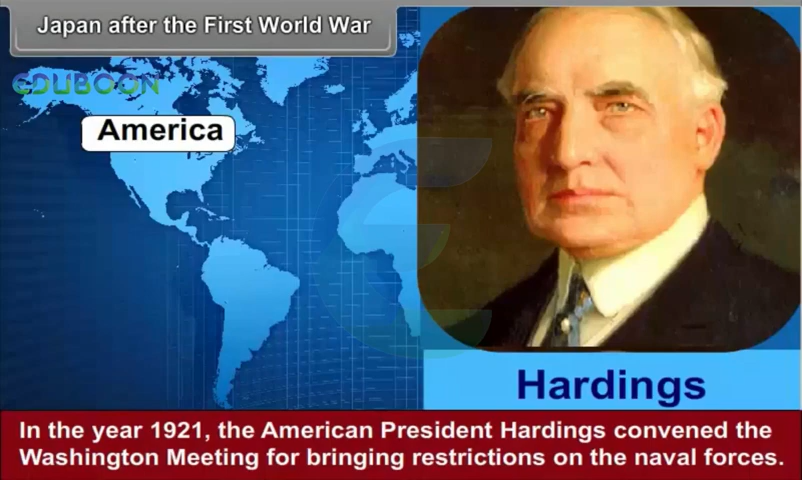 Japan after the First World War
EDUBOON
America
Hardings
In the year 1921, the American President Hardings convened the
Washington Meeting for bringing restrictions on the naval forces.